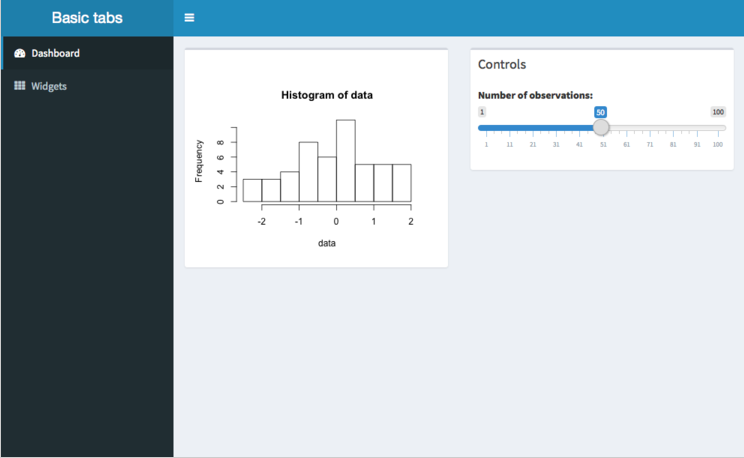 Basic tabs
Dashboard
Widgets
Histogram of data
Frequency
0 2 4 6 8
-2 -1 0 1 2
data
Controls
Number of observations:
1 50 100
1 11 21 31 41 51 61 71 81 91 100